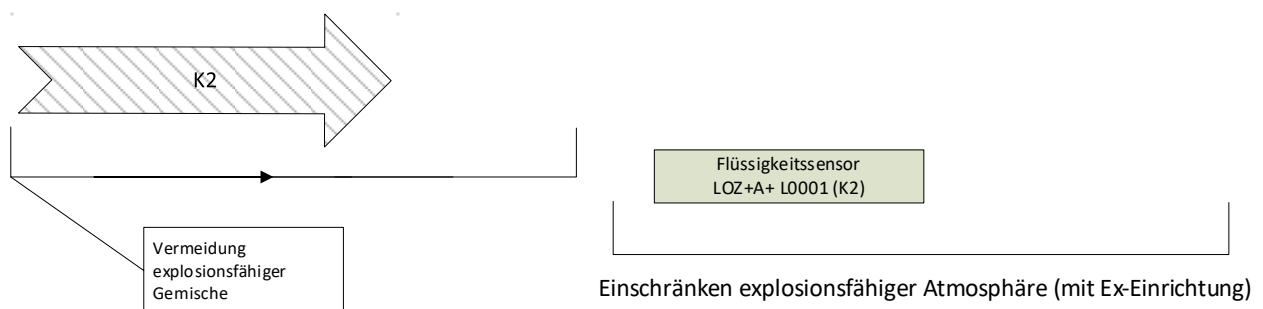 K2
Flüssigkeitssensor
LOZ+A+ L0001 (K2)
Vermeidung
explosionsfähiger
Gemische
Einschränken explosionsfähiger Atmosphäre (mit Ex-Einrichtung)